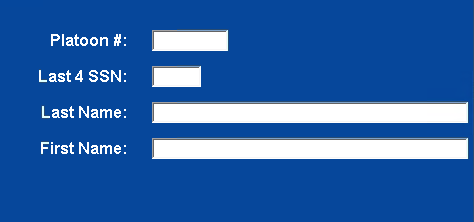 Platoon #:
Last 4 SSN:
Last Name:
First Name: